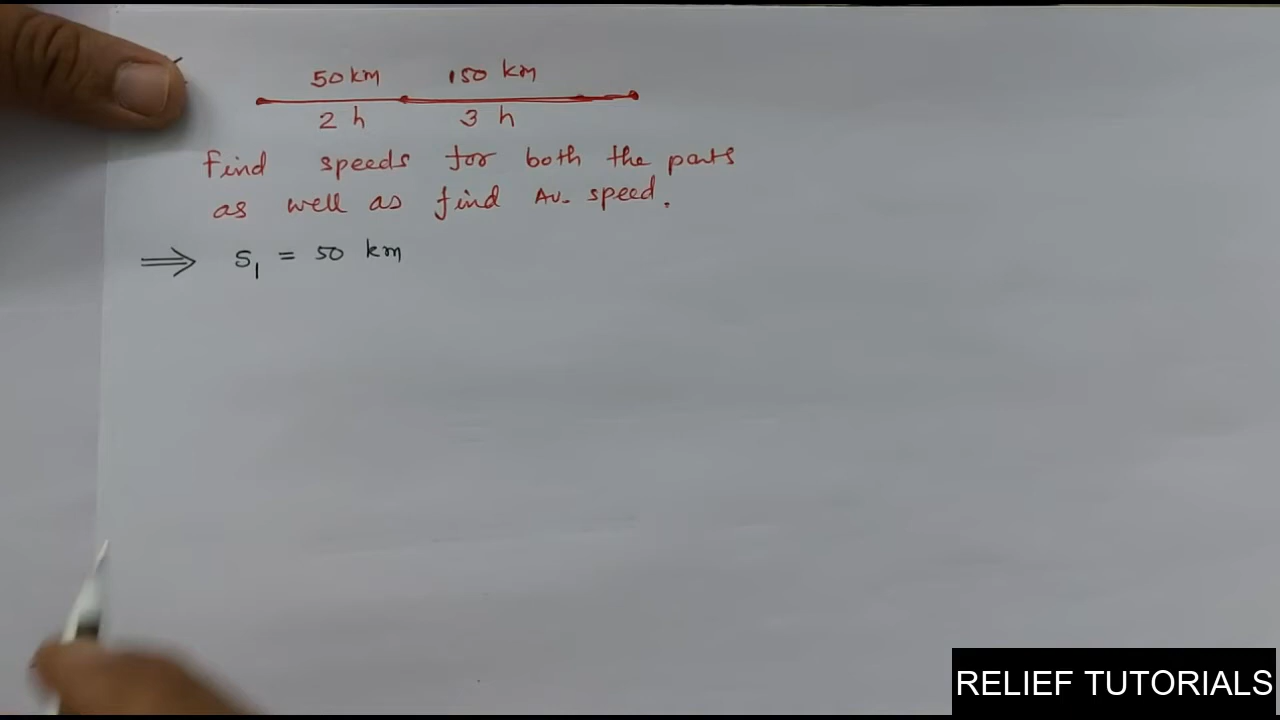 50 km 150 km
2 h 3 h
Find speeds for both the parts
as well as find Av. speed.
⟹ S₁ = 50 km
RELIEF TUTORIALS